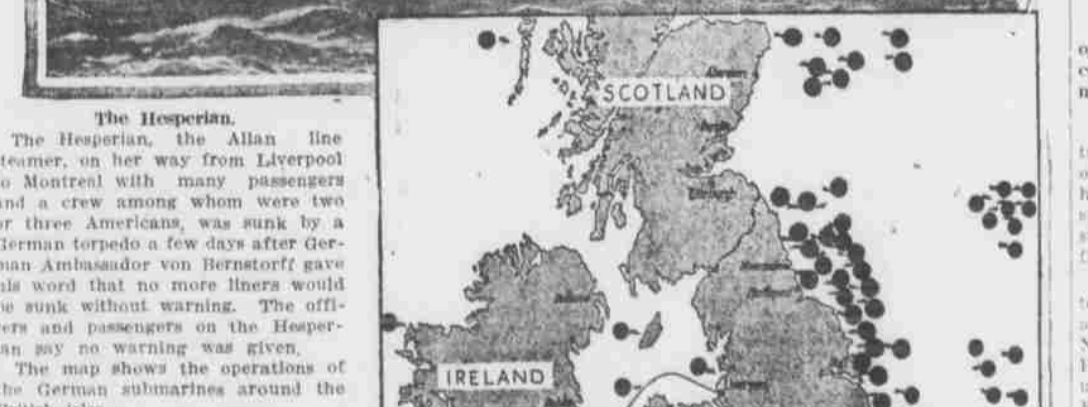 The Hesperian.
The Hesperian, the Allan line
teamer, on her way from Liverpool
o Montreal with many passengers
and a crew among whom were two
or three Americans, was sunk by a
German torpedo a few days after Ger-
man Ambassador von Bernstorff gave
his word that no more liners would
be sunk without warning. The offi-
cers and passengers on the Hesper-
an say no warning was given.
The map shows the operations of
the German submarines around the
SCOTLAND
IRELAND